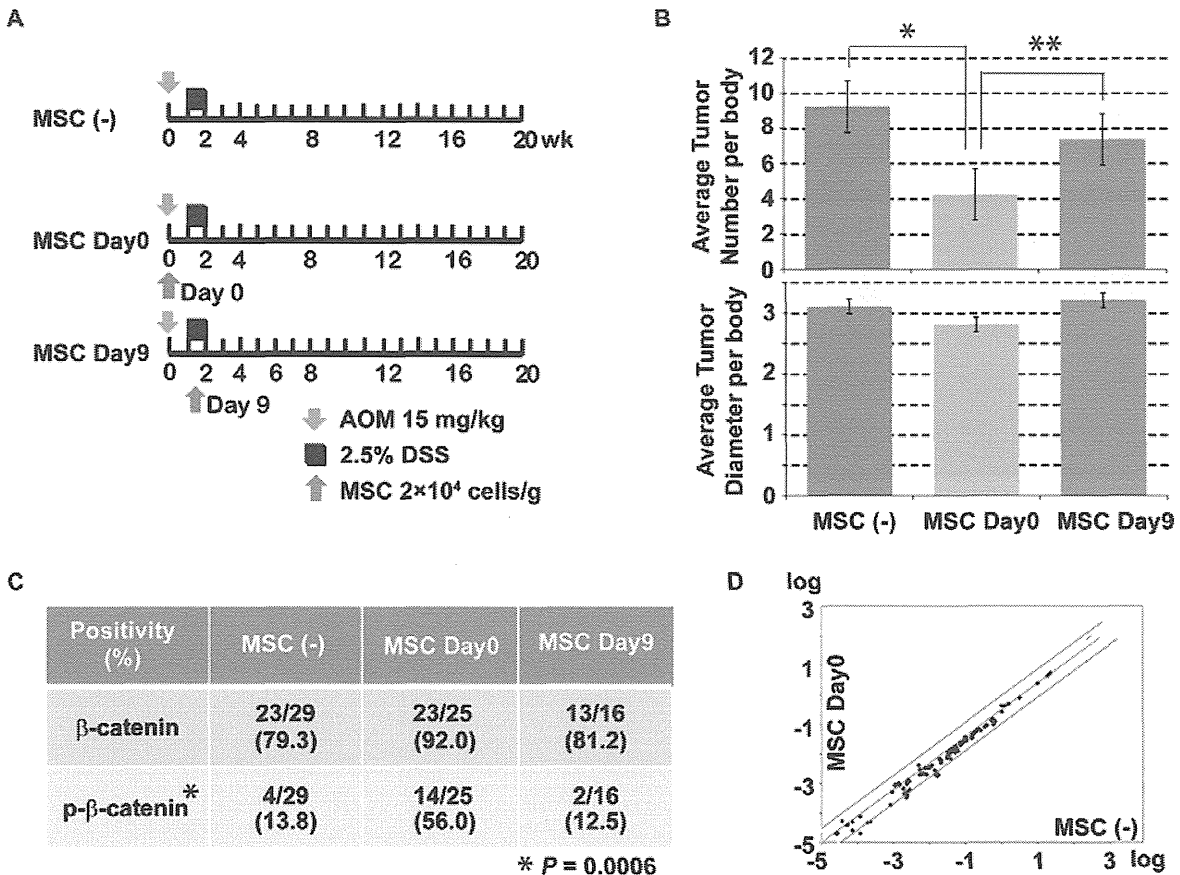 A
MSC (-)
0 2 4 8 12 16 20 wk
MSC Day0
0 2 4 8 12 16 20
Day 0
MSC Day9
0 2 4 6 8 12 16 20
Day 9
AOM 15 mg/kg
2.5% DSS
MSC 2×10⁴ cells/g
B
* **
Average Tumor
Number per body
12
10
8
6
4
2
0
Average Tumor
Diameter per body
3
2
1
0
MSC (-) MSC Day0 MSC Day9
C
Positivity
(%)
MSC (-) MSC Day0 MSC Day9
β-catenin
23/29 23/25 13/16
(79.3) (92.0) (81.2)
p-β-catenin*
4/29 14/25 2/16
(13.8) (56.0) (12.5)
* P = 0.0006
D
log
3
1
-1
-3
-5
MSC Day0
MSC (-)
-5 -3 -1 1 3 log